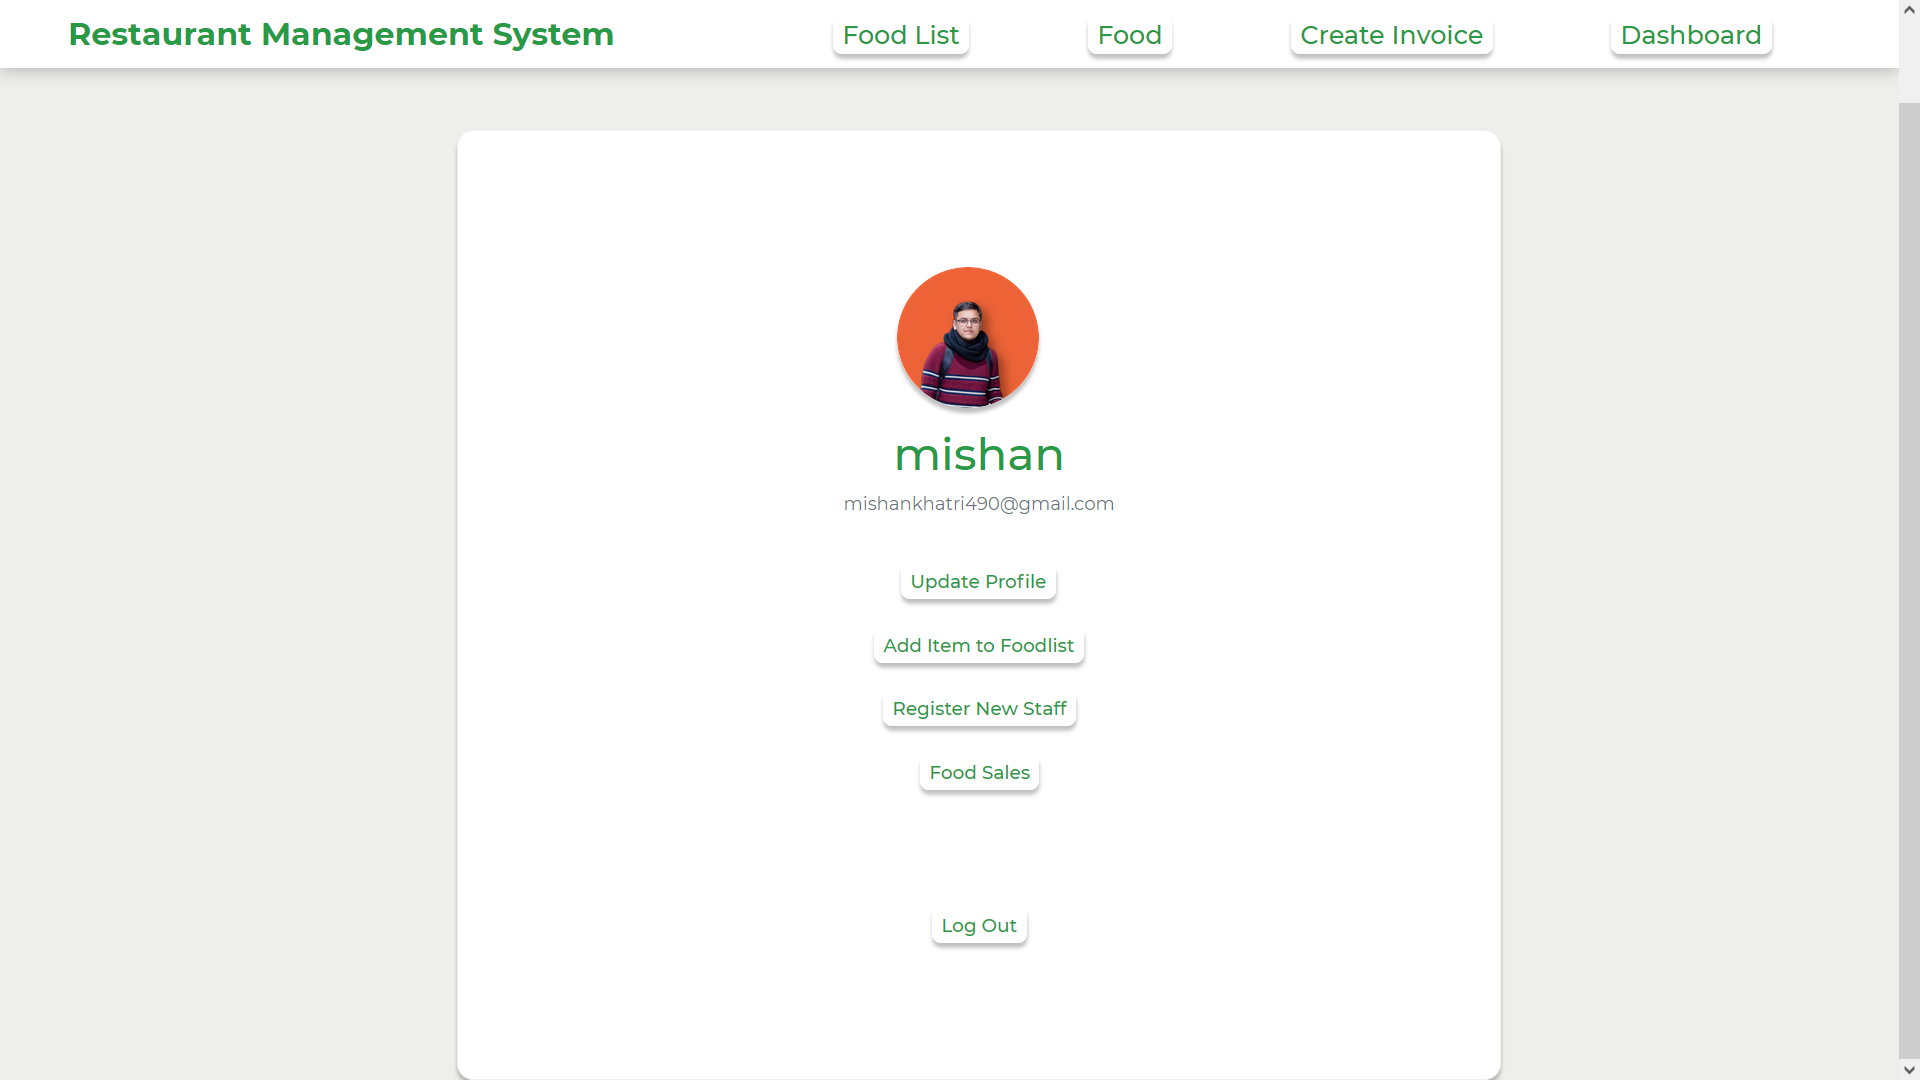 Restaurant Management System
Food List
Food
Create Invoice
Dashboard
mishan
mishankhatri490@gmail.com
Update Profile
Add Item to Foodlist
Register New Staff
Food Sales
Log Out